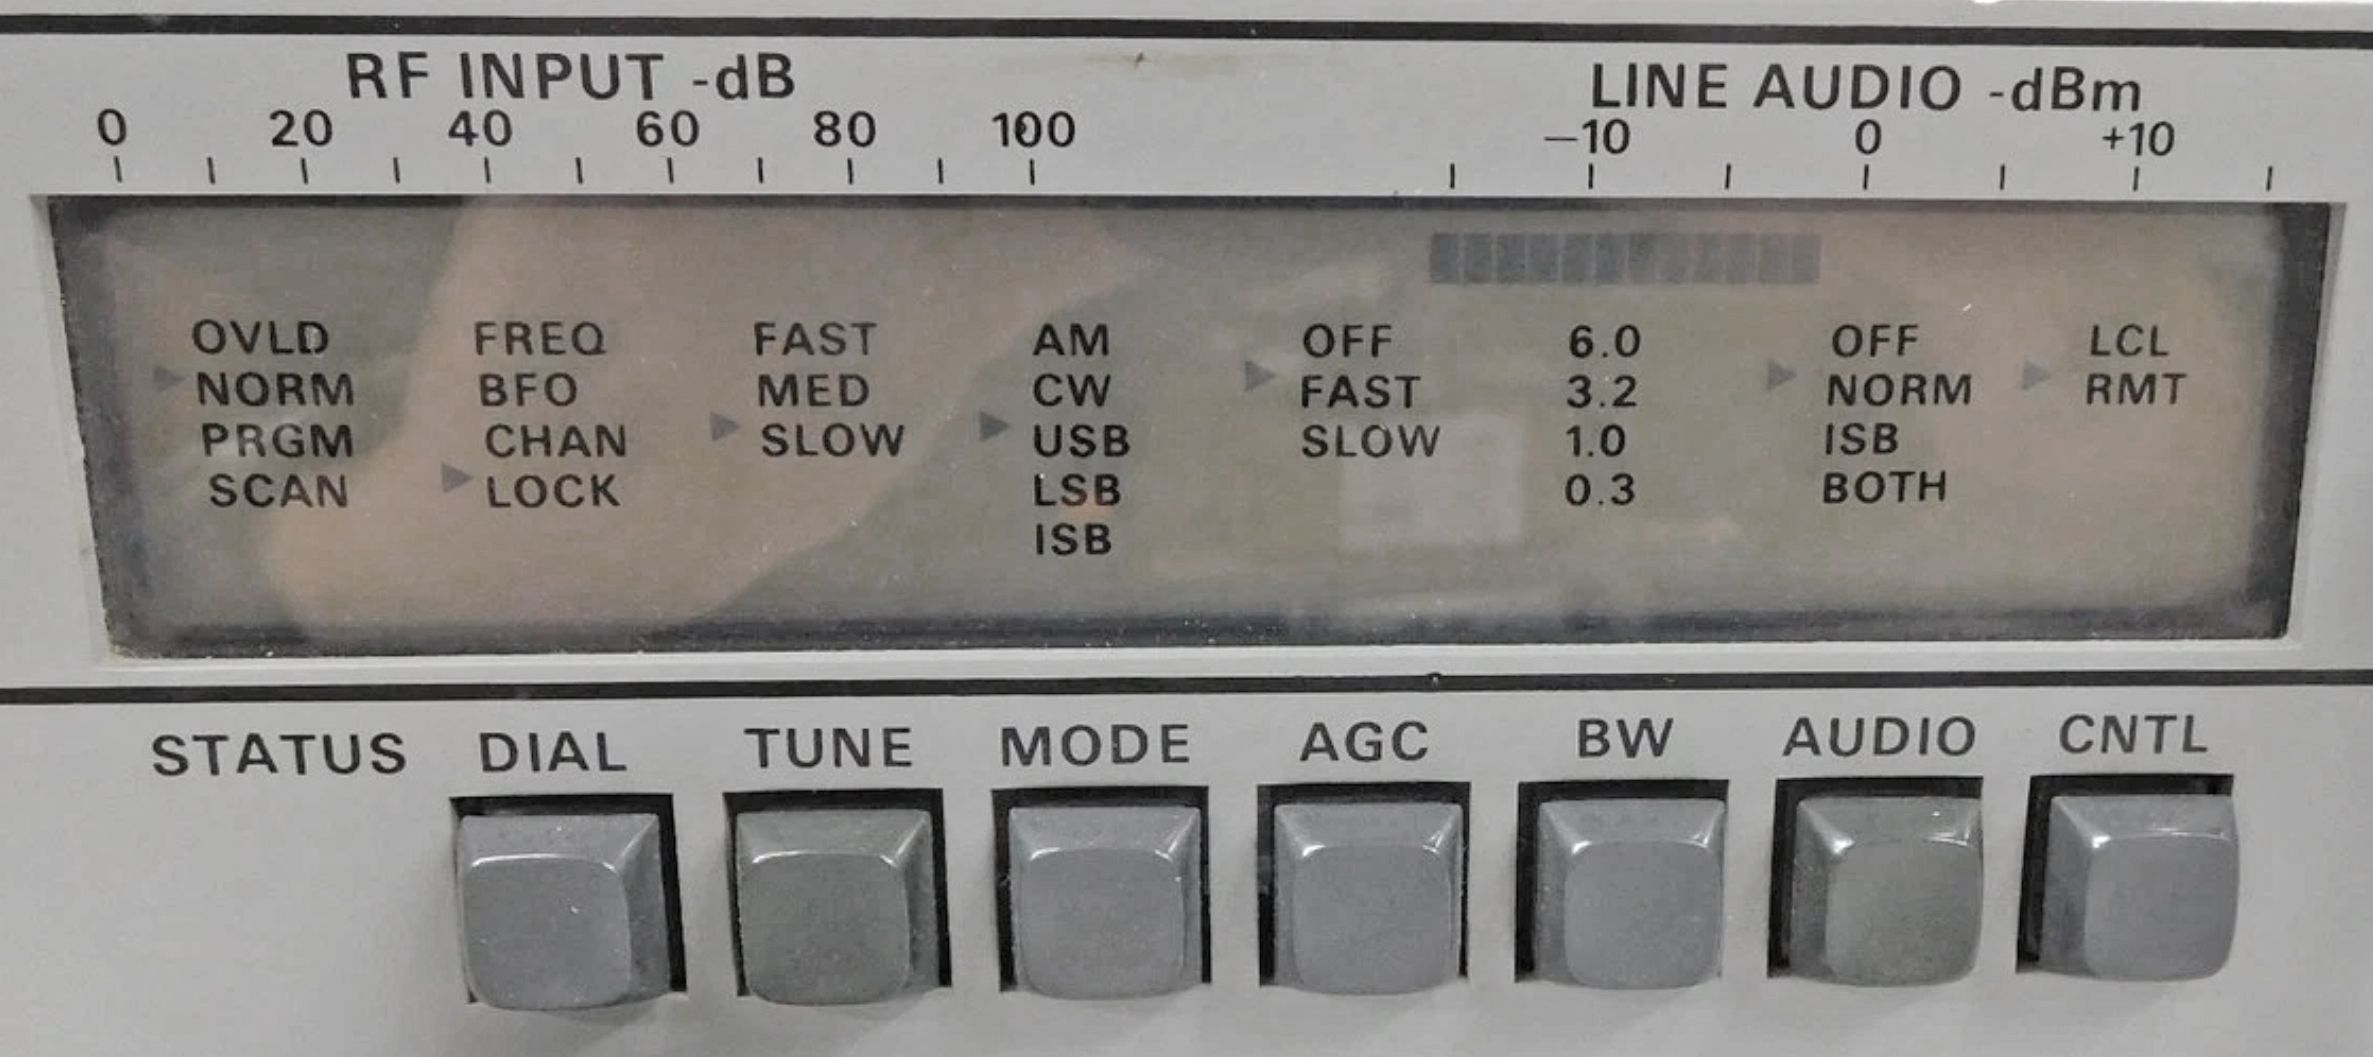 RF INPUT -dB
0 20 40 60 80 100
LINE AUDIO -dBm
–10 0 +10
OVLD FREQ FAST AM OFF 6.0 OFF LCL
NORM BFO MED CW FAST 3.2 NORM RMT
PRGM CHAN SLOW USB SLOW 1.0 ISB
SCAN LOCK LSB 0.3 BOTH
ISB
STATUS DIAL TUNE MODE AGC BW AUDIO CNTL